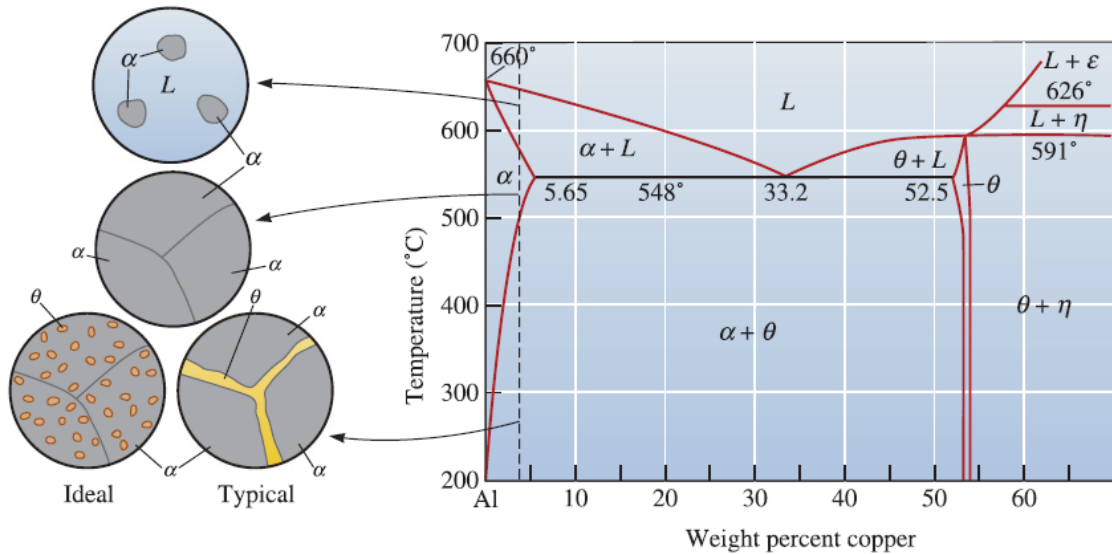 α
L
α
α
α
α
θ
θ
α
α
α
Ideal
Typical
700
660°
L + ε
626°
L
L + η
600
591°
α + L
θ + L
α
5.65
548°
33.2
52.5
θ
500
Temperature (°C)
400
α + θ
θ + η
300
200
Al
10
20
30
40
50
60
Weight percent copper